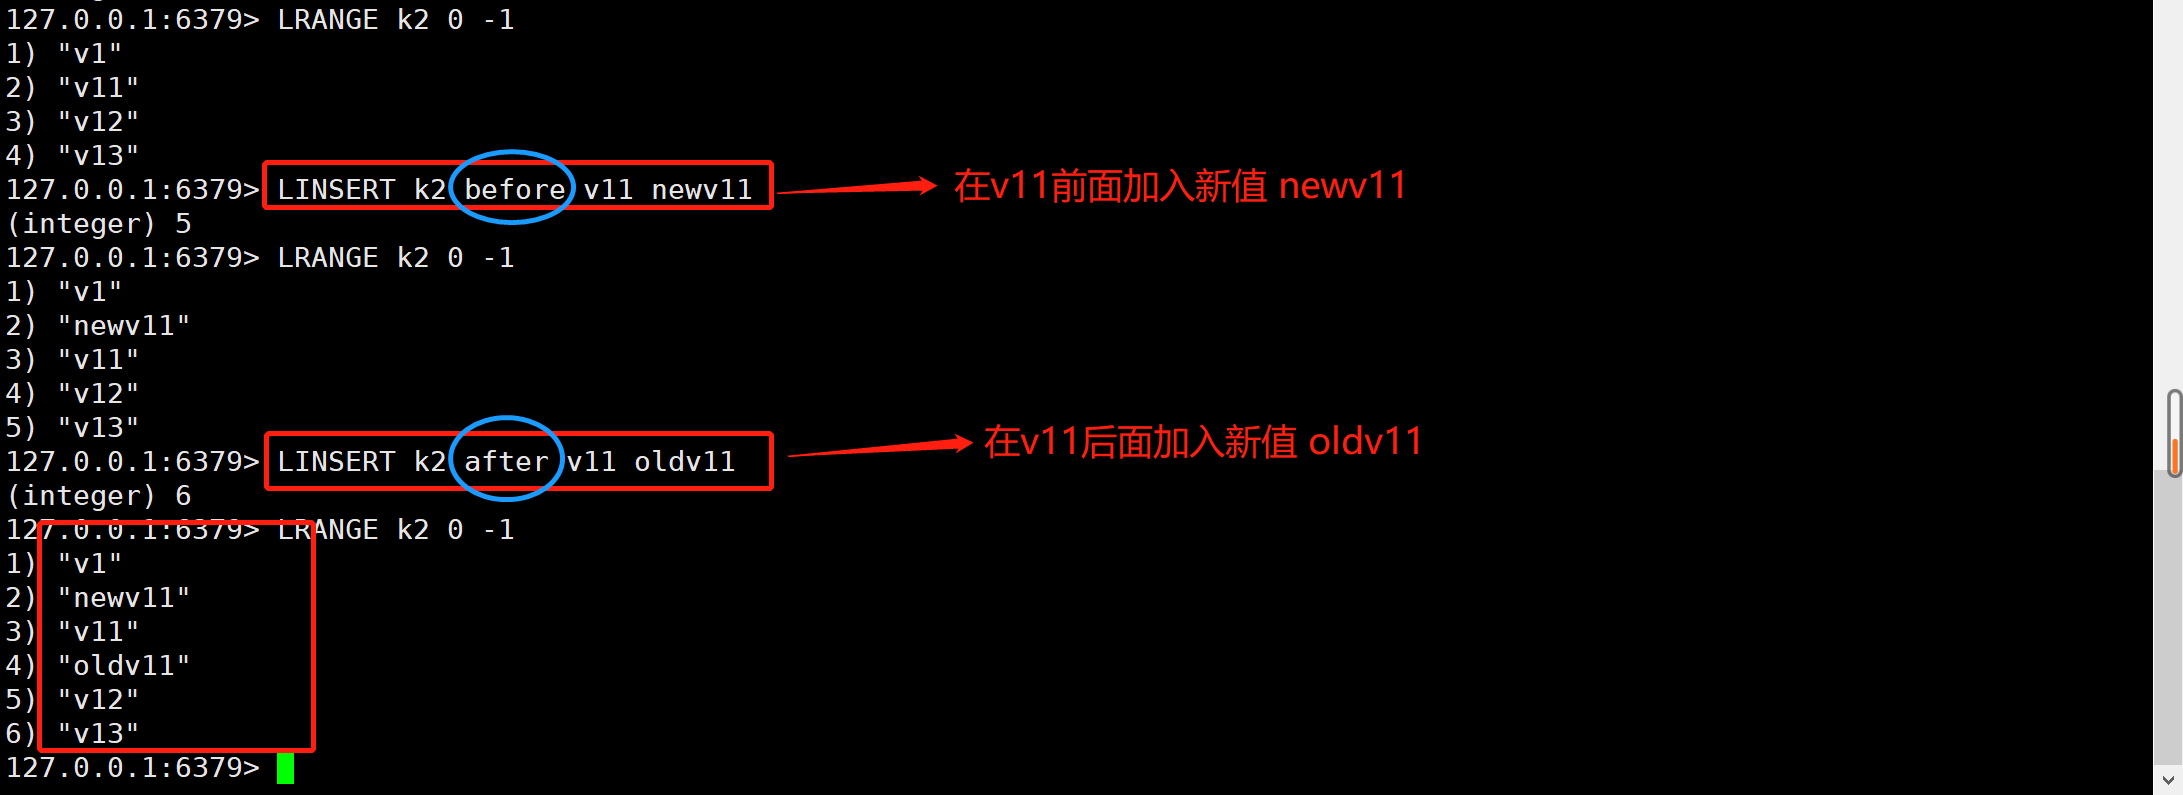 127.0.0.1:6379> LRANGE k2 0 -1
1) "v1"
2) "v11"
3) "v12"
4) "v13"
127.0.0.1:6379> LINSERT k2 before v11 newv11
在v11前面加入新值 newv11
(integer) 5
127.0.0.1:6379> LRANGE k2 0 -1
1) "v1"
2) "newv11"
3) "v11"
4) "v12"
5) "v13"
127.0.0.1:6379> LINSERT k2 after v11 oldv11
在v11后面加入新值 oldv11
(integer) 6
127.0.0.1:6379> LRANGE k2 0 -1
1) "v1"
2) "newv11"
3) "v11"
4) "oldv11"
5) "v12"
6) "v13"
127.0.0.1:6379>